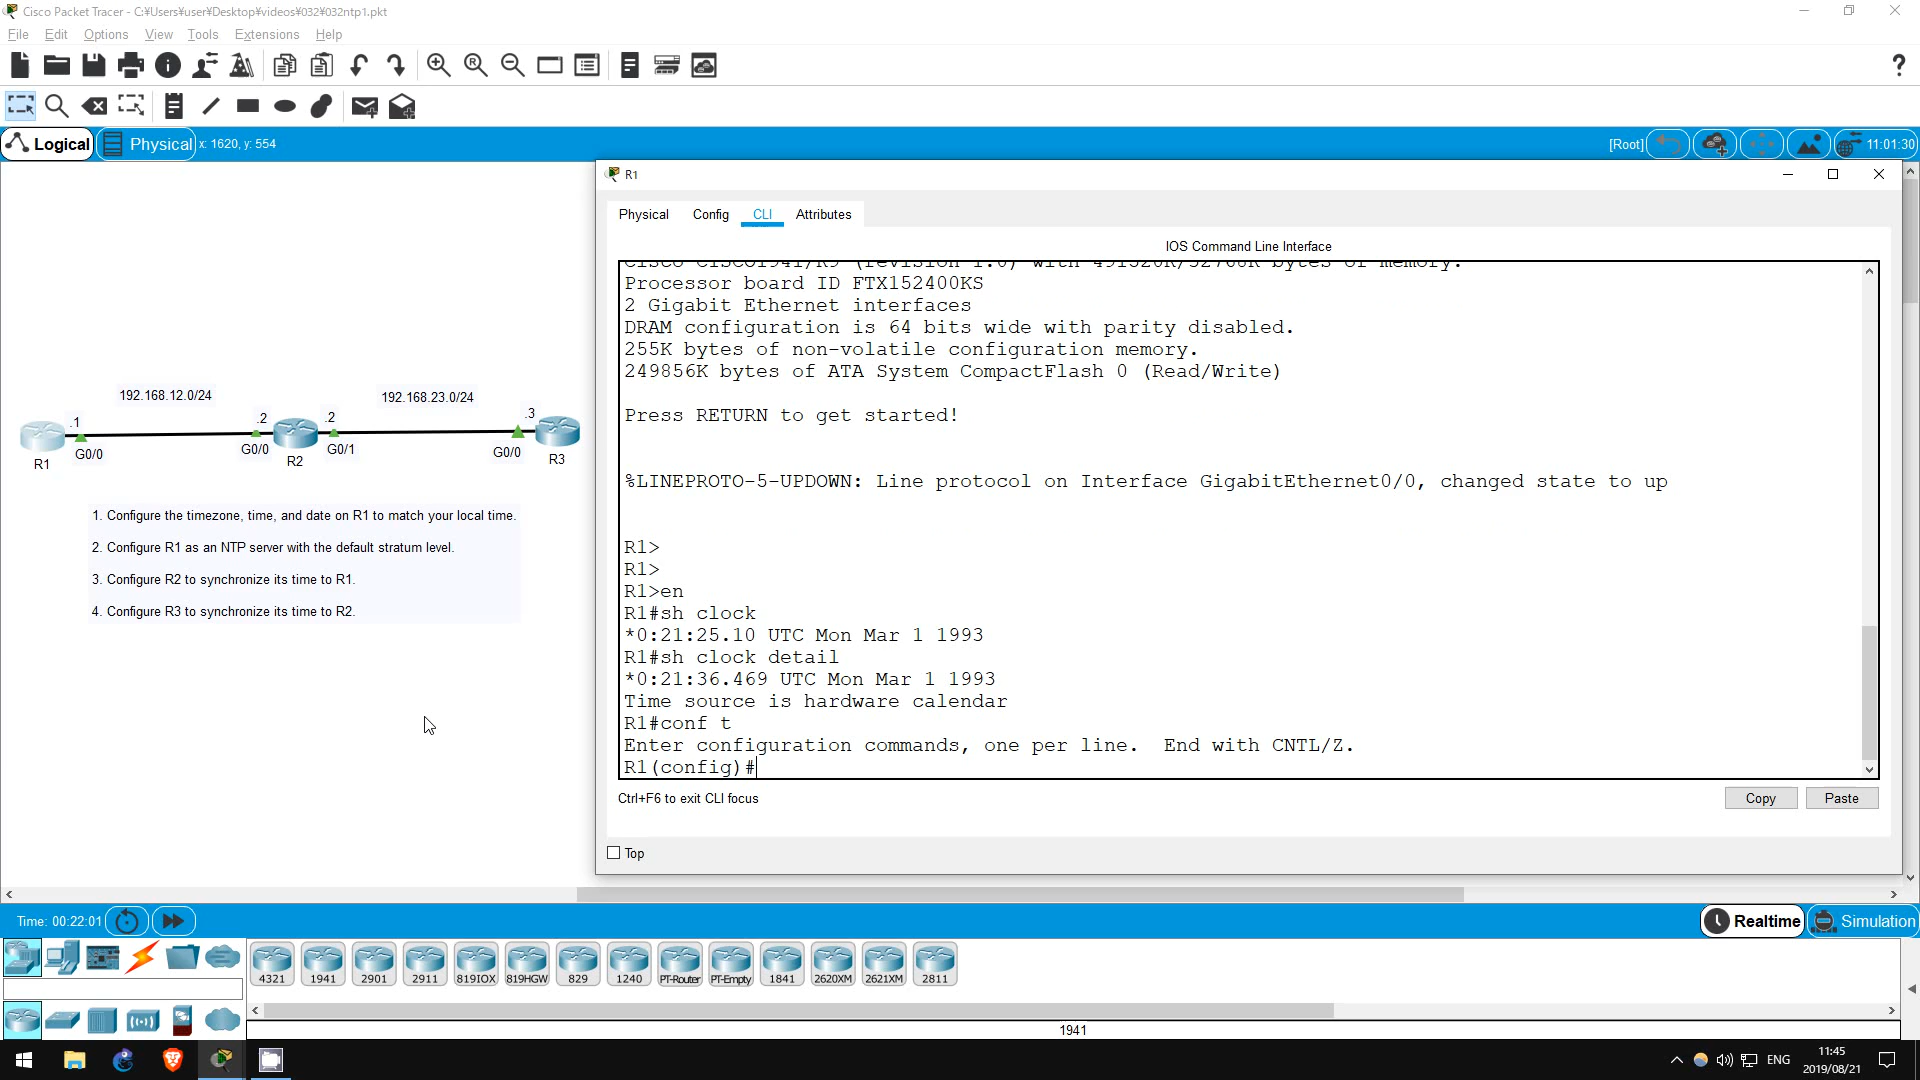 Cisco Packet Tracer - C:¥Users¥user¥Desktop¥videos¥032¥032ntp1.pkt
File Edit Options View Tools Extensions Help
Logical Physical x: 1620, y: 554 [Root] 11:01:30
R1
Physical Config CLI Attributes
IOS Command Line Interface
Cisco CISCO1941/K9 (revision 1.0) with 491520K/32768K bytes of memory.
Processor board ID FTX152400KS
2 Gigabit Ethernet interfaces
DRAM configuration is 64 bits wide with parity disabled.
255K bytes of non-volatile configuration memory.
249856K bytes of ATA System CompactFlash 0 (Read/Write)
Press RETURN to get started!
%LINEPROTO-5-UPDOWN: Line protocol on Interface GigabitEthernet0/0, changed state to up
R1>
R1>
R1>en
R1#sh clock
*0:21:25.10 UTC Mon Mar 1 1993
R1#sh clock detail
*0:21:36.469 UTC Mon Mar 1 1993
Time source is hardware calendar
R1#conf t
Enter configuration commands, one per line. End with CNTL/Z.
R1(config)#
Ctrl+F6 to exit CLI focus
Copy Paste
Top
192.168.12.0/24 192.168.23.0/24
.1 .2 .2 .3
G0/0 G0/0 G0/1 G0/0
R1 R2 R3
1. Configure the timezone, time, and date on R1 to match your local time.
2. Configure R1 as an NTP server with the default stratum level.
3. Configure R2 to synchronize its time to R1.
4. Configure R3 to synchronize its time to R2.
Time: 00:22:01 Realtime Simulation
4321 1941 2901 2911 819IOX 819HGW 829 1240 PT-Router PT-Empty 1841 2620XM 2621XM 2811
1941
ENG 11:45
2019/08/21